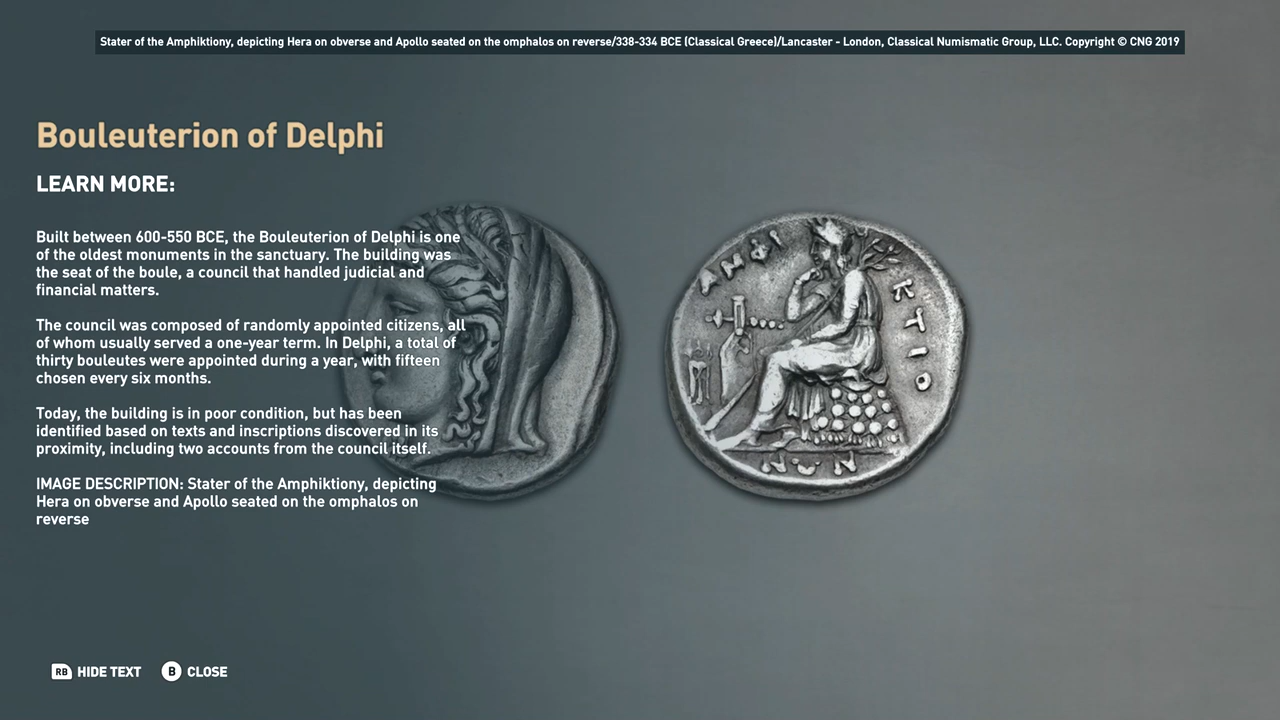 Stater of the Amphiktiony, depicting Hera on obverse and Apollo seated on the omphalos on reverse/338-334 BCE (Classical Greece)/Lancaster - London, Classical Numismatic Group, LLC. Copyright © CNG 2019
Bouleuterion of Delphi
LEARN MORE:
Built between 600-550 BCE, the Bouleuterion of Delphi is one
of the oldest monuments in the sanctuary. The building was
the seat of the boule, a council that handled judicial and
financial matters.
The council was composed of randomly appointed citizens, all
of whom usually served a one-year term. In Delphi, a total of
thirty bouleutes were appointed during a year, with fifteen
chosen every six months.
Today, the building is in poor condition, but has been
identified based on texts and inscriptions discovered in its
proximity, including two accounts from the council itself.
IMAGE DESCRIPTION: Stater of the Amphiktiony, depicting
Hera on obverse and Apollo seated on the omphalos on
reverse
ΑΜΦΙ
ΚΤΙΟ
ΝΩΝ
RB HIDE TEXT B CLOSE